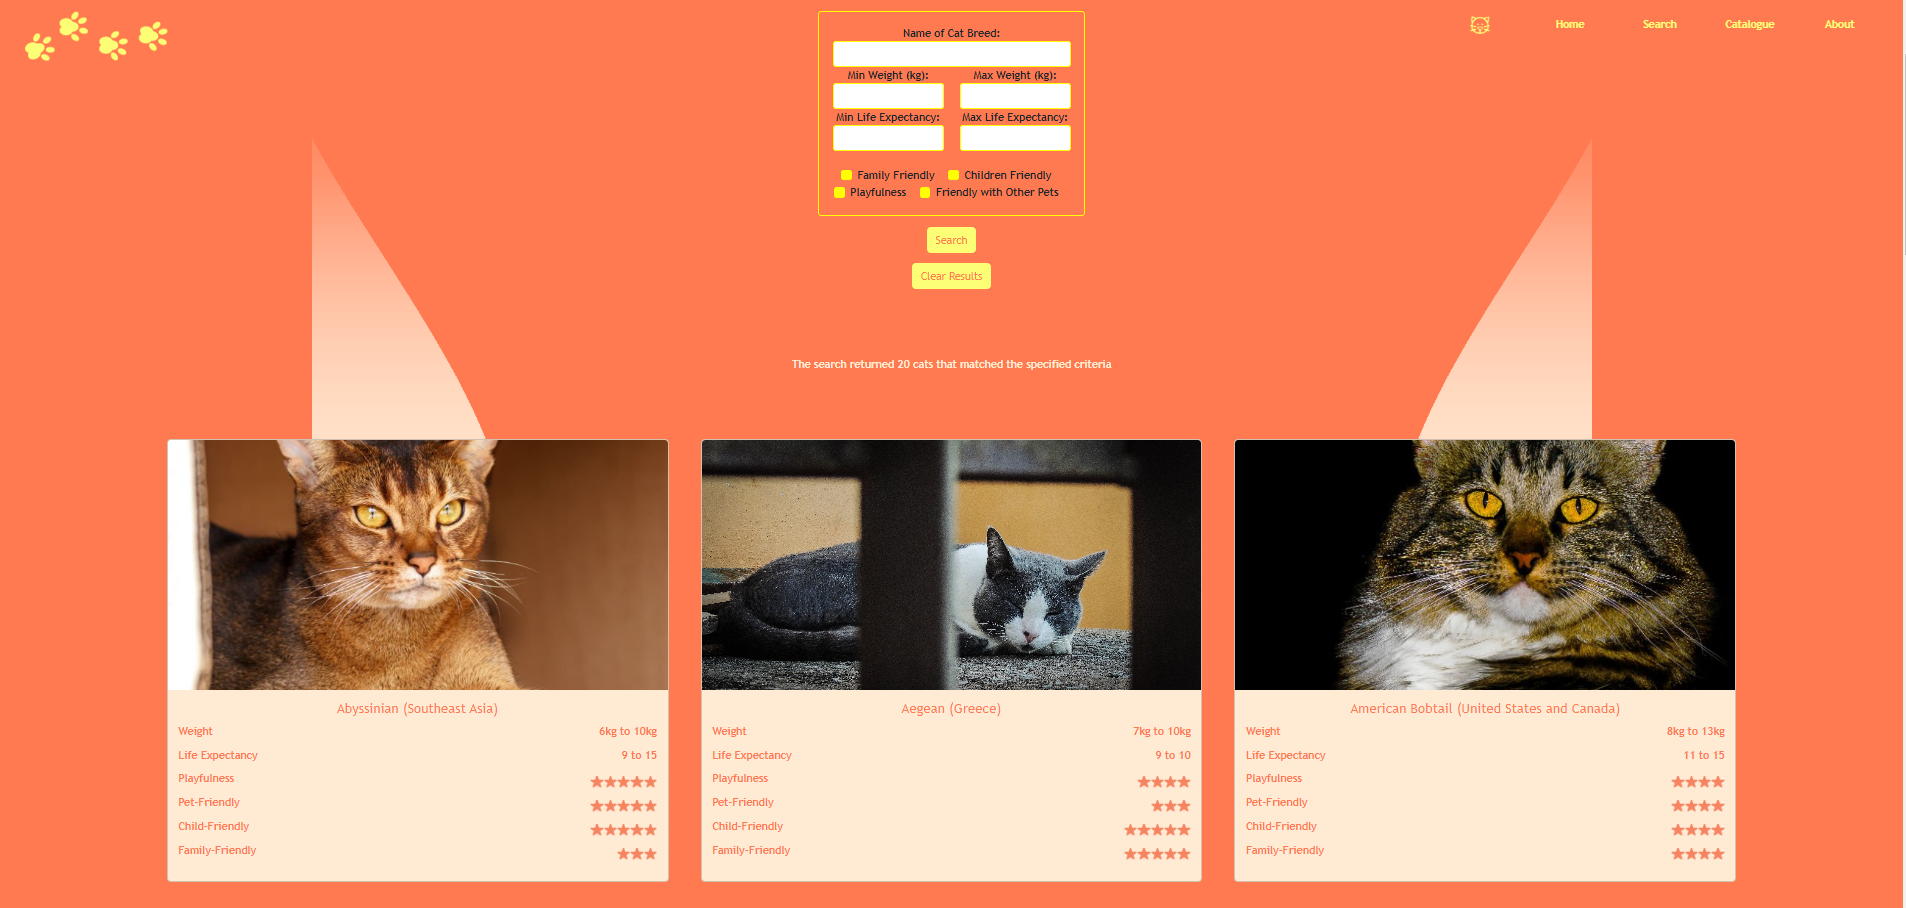 Home Search Catalogue About
Name of Cat Breed:
Min Weight (kg): Max Weight (kg):
Min Life Expectancy: Max Life Expectancy:
Family Friendly Children Friendly
Playfulness Friendly with Other Pets
Search
Clear Results
The search returned 20 cats that matched the specified criteria
Abyssinian (Southeast Asia)
Weight 6kg to 10kg
Life Expectancy 9 to 15
Playfulness
Pet-Friendly
Child-Friendly
Family-Friendly
Aegean (Greece)
Weight 7kg to 10kg
Life Expectancy 9 to 10
Playfulness
Pet-Friendly
Child-Friendly
Family-Friendly
American Bobtail (United States and Canada)
Weight 8kg to 13kg
Life Expectancy 11 to 15
Playfulness
Pet-Friendly
Child-Friendly
Family-Friendly